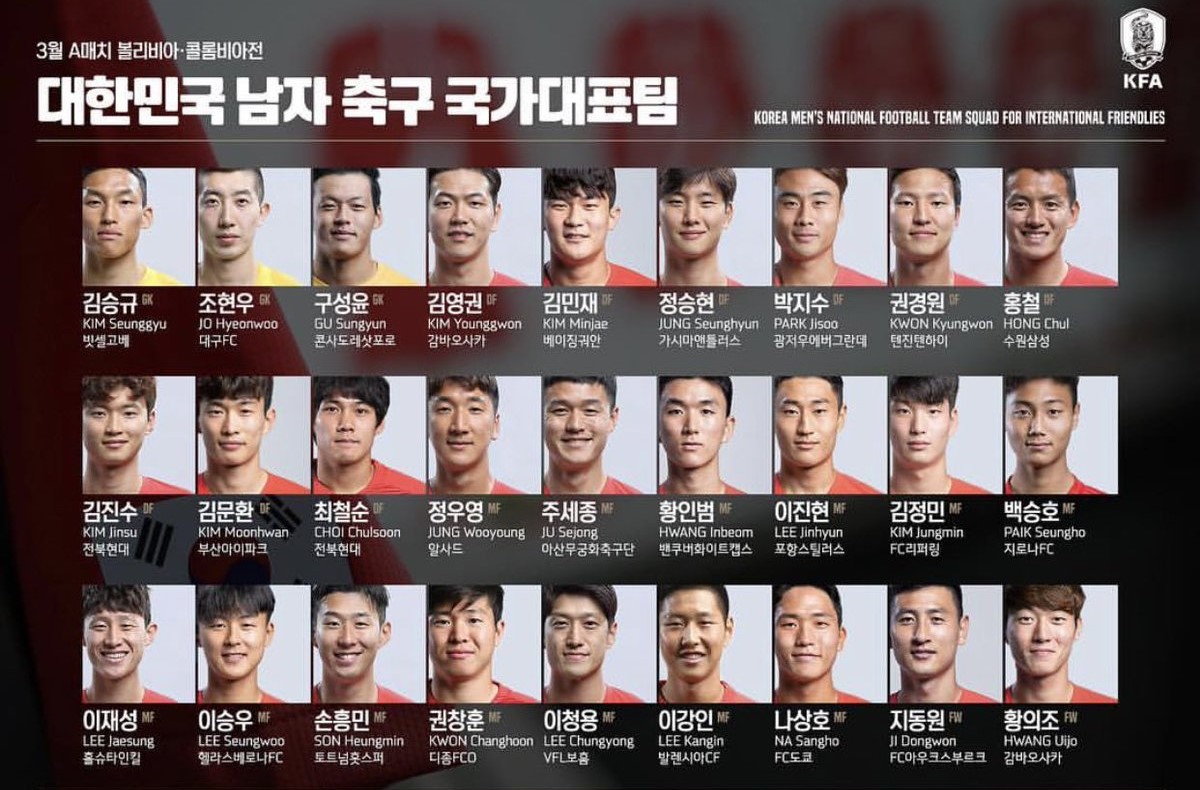 3월 A매치 볼리비아·콜롬비아전
대한민국 남자 축구 국가대표팀
KFA
KOREA MEN'S NATIONAL FOOTBALL TEAM SQUAD FOR INTERNATIONAL FRIENDLIES
김승규 GK
KIM Seunggyu
빗셀고베
조현우 GK
JO Hyeonwoo
대구FC
구성윤 GK
GU Sungyun
콘사도레삿포로
김영권 DF
KIM Younggwon
감바오사카
김민재 DF
KIM Minjae
베이징궈안
정승현 DF
JUNG Seunghyun
가시마앤틀러스
박지수 DF
PARK Jisoo
광저우에버그란데
권경원 DF
KWON Kyungwon
텐진텐하이
홍철 DF
HONG Chul
수원삼성
김진수 DF
KIM Jinsu
전북현대
김문환 DF
KIM Moonhwan
부산아이파크
최철순 DF
CHOI Chulsoon
전북현대
정우영 MF
JUNG Wooyoung
알사드
주세종 MF
JU Sejong
아산무궁화축구단
황인범 MF
HWANG Inbeom
밴쿠버화이트캡스
이진현 MF
LEE Jinhyun
포항스틸러스
김정민 MF
KIM Jungmin
FC리퍼링
백승호 MF
PAIK Seungho
지로나FC
이재성 MF
LEE Jaesung
홀슈타인킬
이승우 MF
LEE Seungwoo
헬라스베로나FC
손흥민 MF
SON Heungmin
토트넘홋스퍼
권창훈 MF
KWON Changhoon
디종FCO
이청용 MF
LEE Chungyong
VFL보훔
이강인 MF
LEE Kangin
발렌시아CF
나상호 MF
NA Sangho
FC도쿄
지동원 FW
JI Dongwon
FC아우크스부르크
황의조 FW
HWANG Uijo
감바오사카